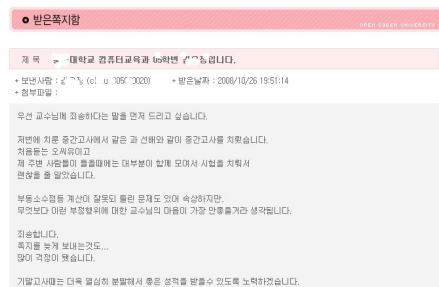 받은쪽지함
OPEN CYBER UNIVERSITY
제 목 대학교 컴퓨터교육과 05학번 입니다.
+ 보낸사람 : + 받은날짜 : 2008/10/26 19:51:14
+ 첨부파일 :
우선 교수님께 죄송하다는 말을 먼저 드리고 싶습니다.
저번에 치룬 중간고사에서 같은 과 선배와 같이 중간고사를 치뤘습니다.
처음듣는 오씨유이고
제 주변 사람들이 들을때에는 대부분이 함께 모여서 시험을 치뤄서
괜찮을 줄 알았습니다.
부동소수점등 계산이 잘못되 틀린 문제도 있어 속상하지만,
무엇보다 이런 부정행위에 대한 교수님의 마음이 가장 안좋을거라 생각됩니다.
죄송합니다.
쪽지를 늦게 보내는것도...
많이 걱정이 됐습니다.
기말고사때는 더욱 열심히 분발해서 좋은 성적을 받을수 있도록 노력하겠습니다.